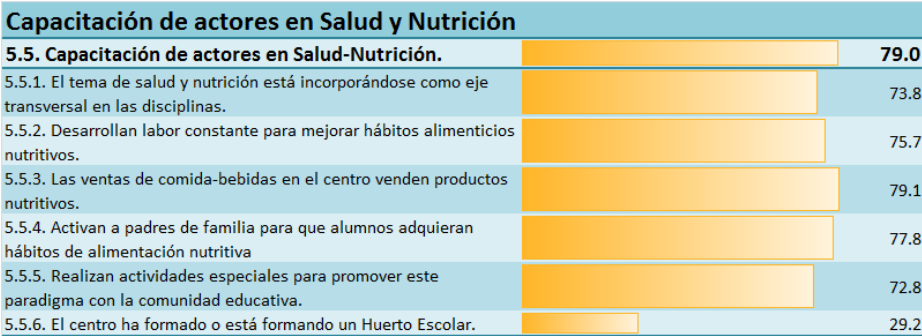 Capacitación de actores en Salud y Nutrición
5.5. Capacitación de actores en Salud-Nutrición. 79.0
5.5.1. El tema de salud y nutrición está incorporándose como eje
transversal en las disciplinas. 73.8
5.5.2. Desarrollan labor constante para mejorar hábitos alimenticios
nutritivos. 75.7
5.5.3. Las ventas de comida-bebidas en el centro venden productos
nutritivos. 79.1
5.5.4. Activan a padres de familia para que alumnos adquieran
hábitos de alimentación nutritiva 77.8
5.5.5. Realizan actividades especiales para promover este
paradigma con la comunidad educativa. 72.8
5.5.6. El centro ha formado o está formando un Huerto Escolar. 29.2